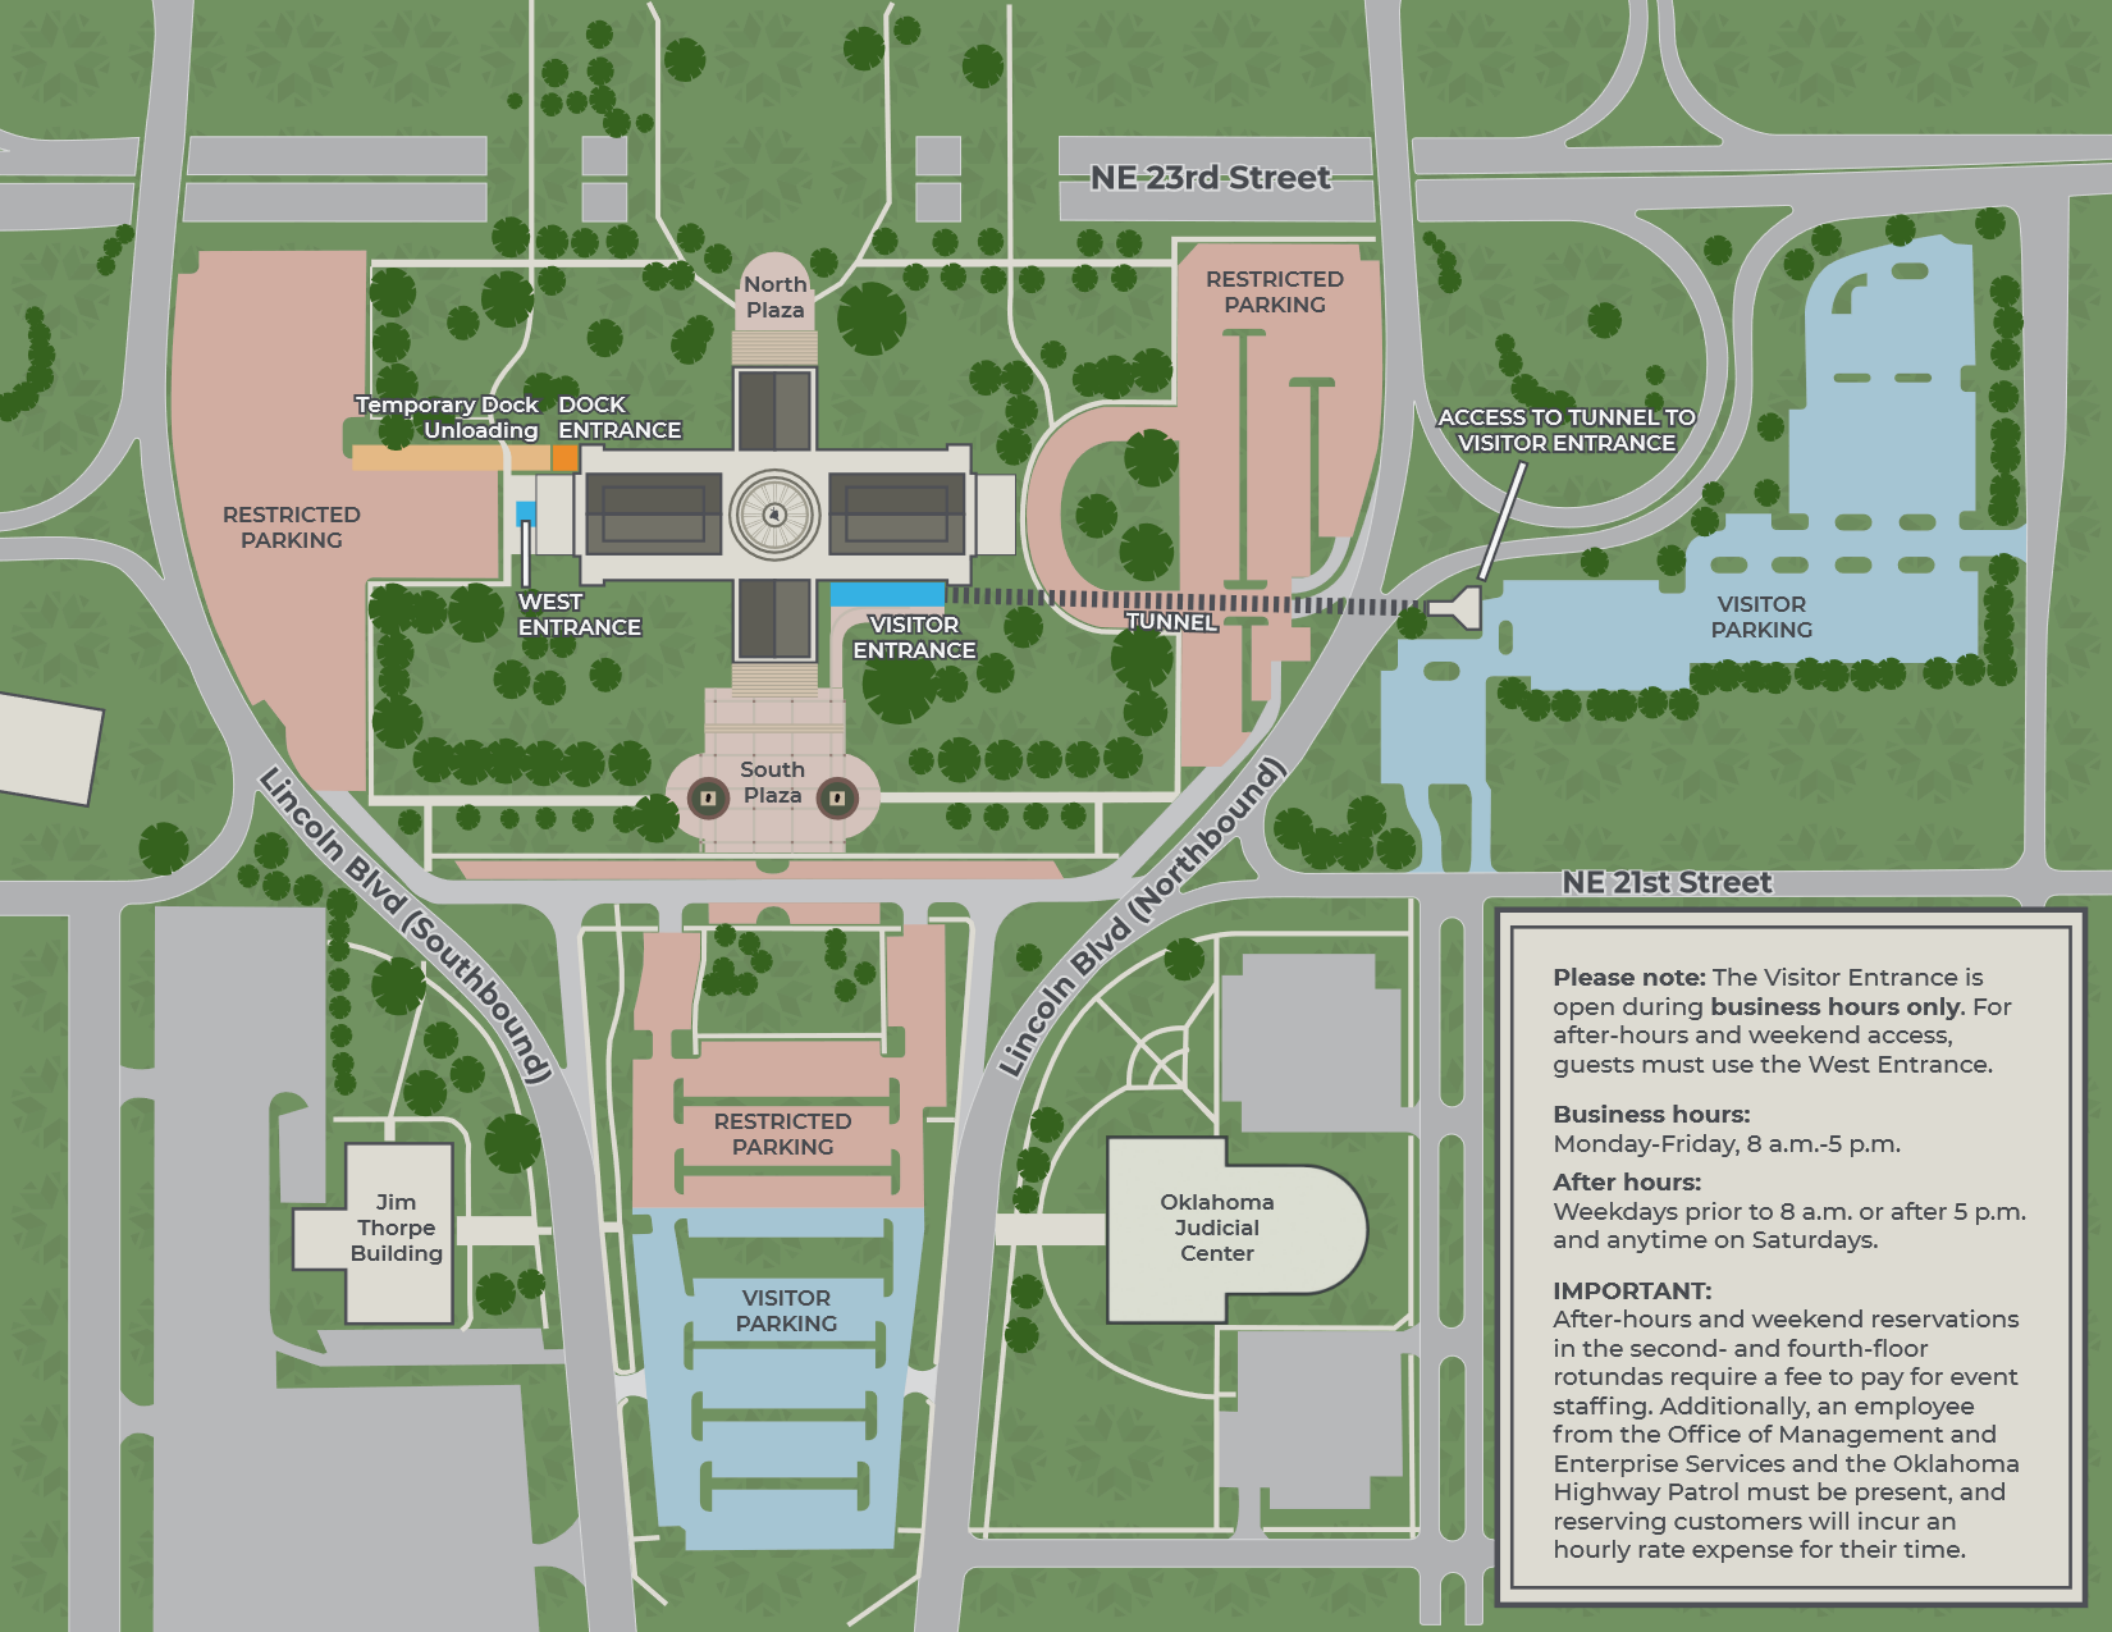 NE 23rd Street
North
Plaza
RESTRICTED
PARKING
Temporary Dock
Unloading
DOCK
ENTRANCE
ACCESS TO TUNNEL TO
VISITOR ENTRANCE
RESTRICTED
PARKING
WEST
ENTRANCE
VISITOR
ENTRANCE
TUNNEL
VISITOR
PARKING
South
Plaza
Lincoln Blvd (Southbound)
Lincoln Blvd (Northbound)
NE 21st Street
RESTRICTED
PARKING
Jim
Thorpe
Building
Oklahoma
Judicial
Center
VISITOR
PARKING
Please note: The Visitor Entrance is
open during business hours only. For
after-hours and weekend access,
guests must use the West Entrance.
Business hours:
Monday-Friday, 8 a.m.-5 p.m.
After hours:
Weekdays prior to 8 a.m. or after 5 p.m.
and anytime on Saturdays.
IMPORTANT:
After-hours and weekend reservations
in the second- and fourth-floor
rotundas require a fee to pay for event
staffing. Additionally, an employee
from the Office of Management and
Enterprise Services and the Oklahoma
Highway Patrol must be present, and
reserving customers will incur an
hourly rate expense for their time.